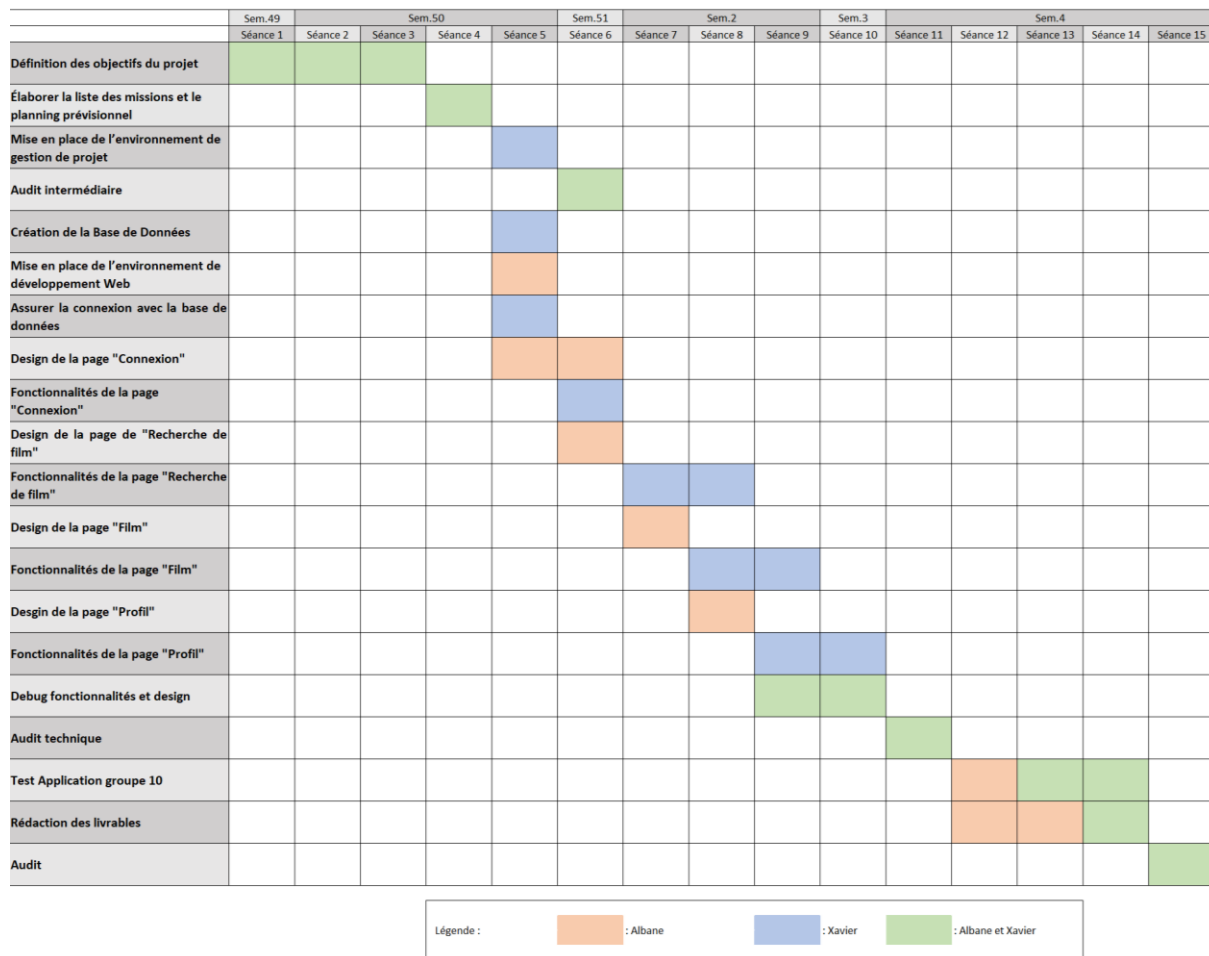 Sem.49 Sem.50 Sem.51 Sem.2 Sem.3 Sem.4
Séance 1 Séance 2 Séance 3 Séance 4 Séance 5 Séance 6 Séance 7 Séance 8 Séance 9 Séance 10 Séance 11 Séance 12 Séance 13 Séance 14 Séance 15
Définition des objectifs du projet
Élaborer la liste des missions et le
planning prévisionnel
Mise en place de l’environnement de
gestion de projet
Audit intermédiaire
Création de la Base de Données
Mise en place de l’environnement de
développement Web
Assurer la connexion avec la base de
données
Design de la page "Connexion"
Fonctionnalités de la page
"Connexion"
Design de la page de "Recherche de
film"
Fonctionnalités de la page "Recherche
de film"
Design de la page "Film"
Fonctionnalités de la page "Film"
Desgin de la page "Profil"
Fonctionnalités de la page "Profil"
Debug fonctionnalités et design
Audit technique
Test Application groupe 10
Rédaction des livrables
Audit
Légende : : Albane : Xavier : Albane et Xavier